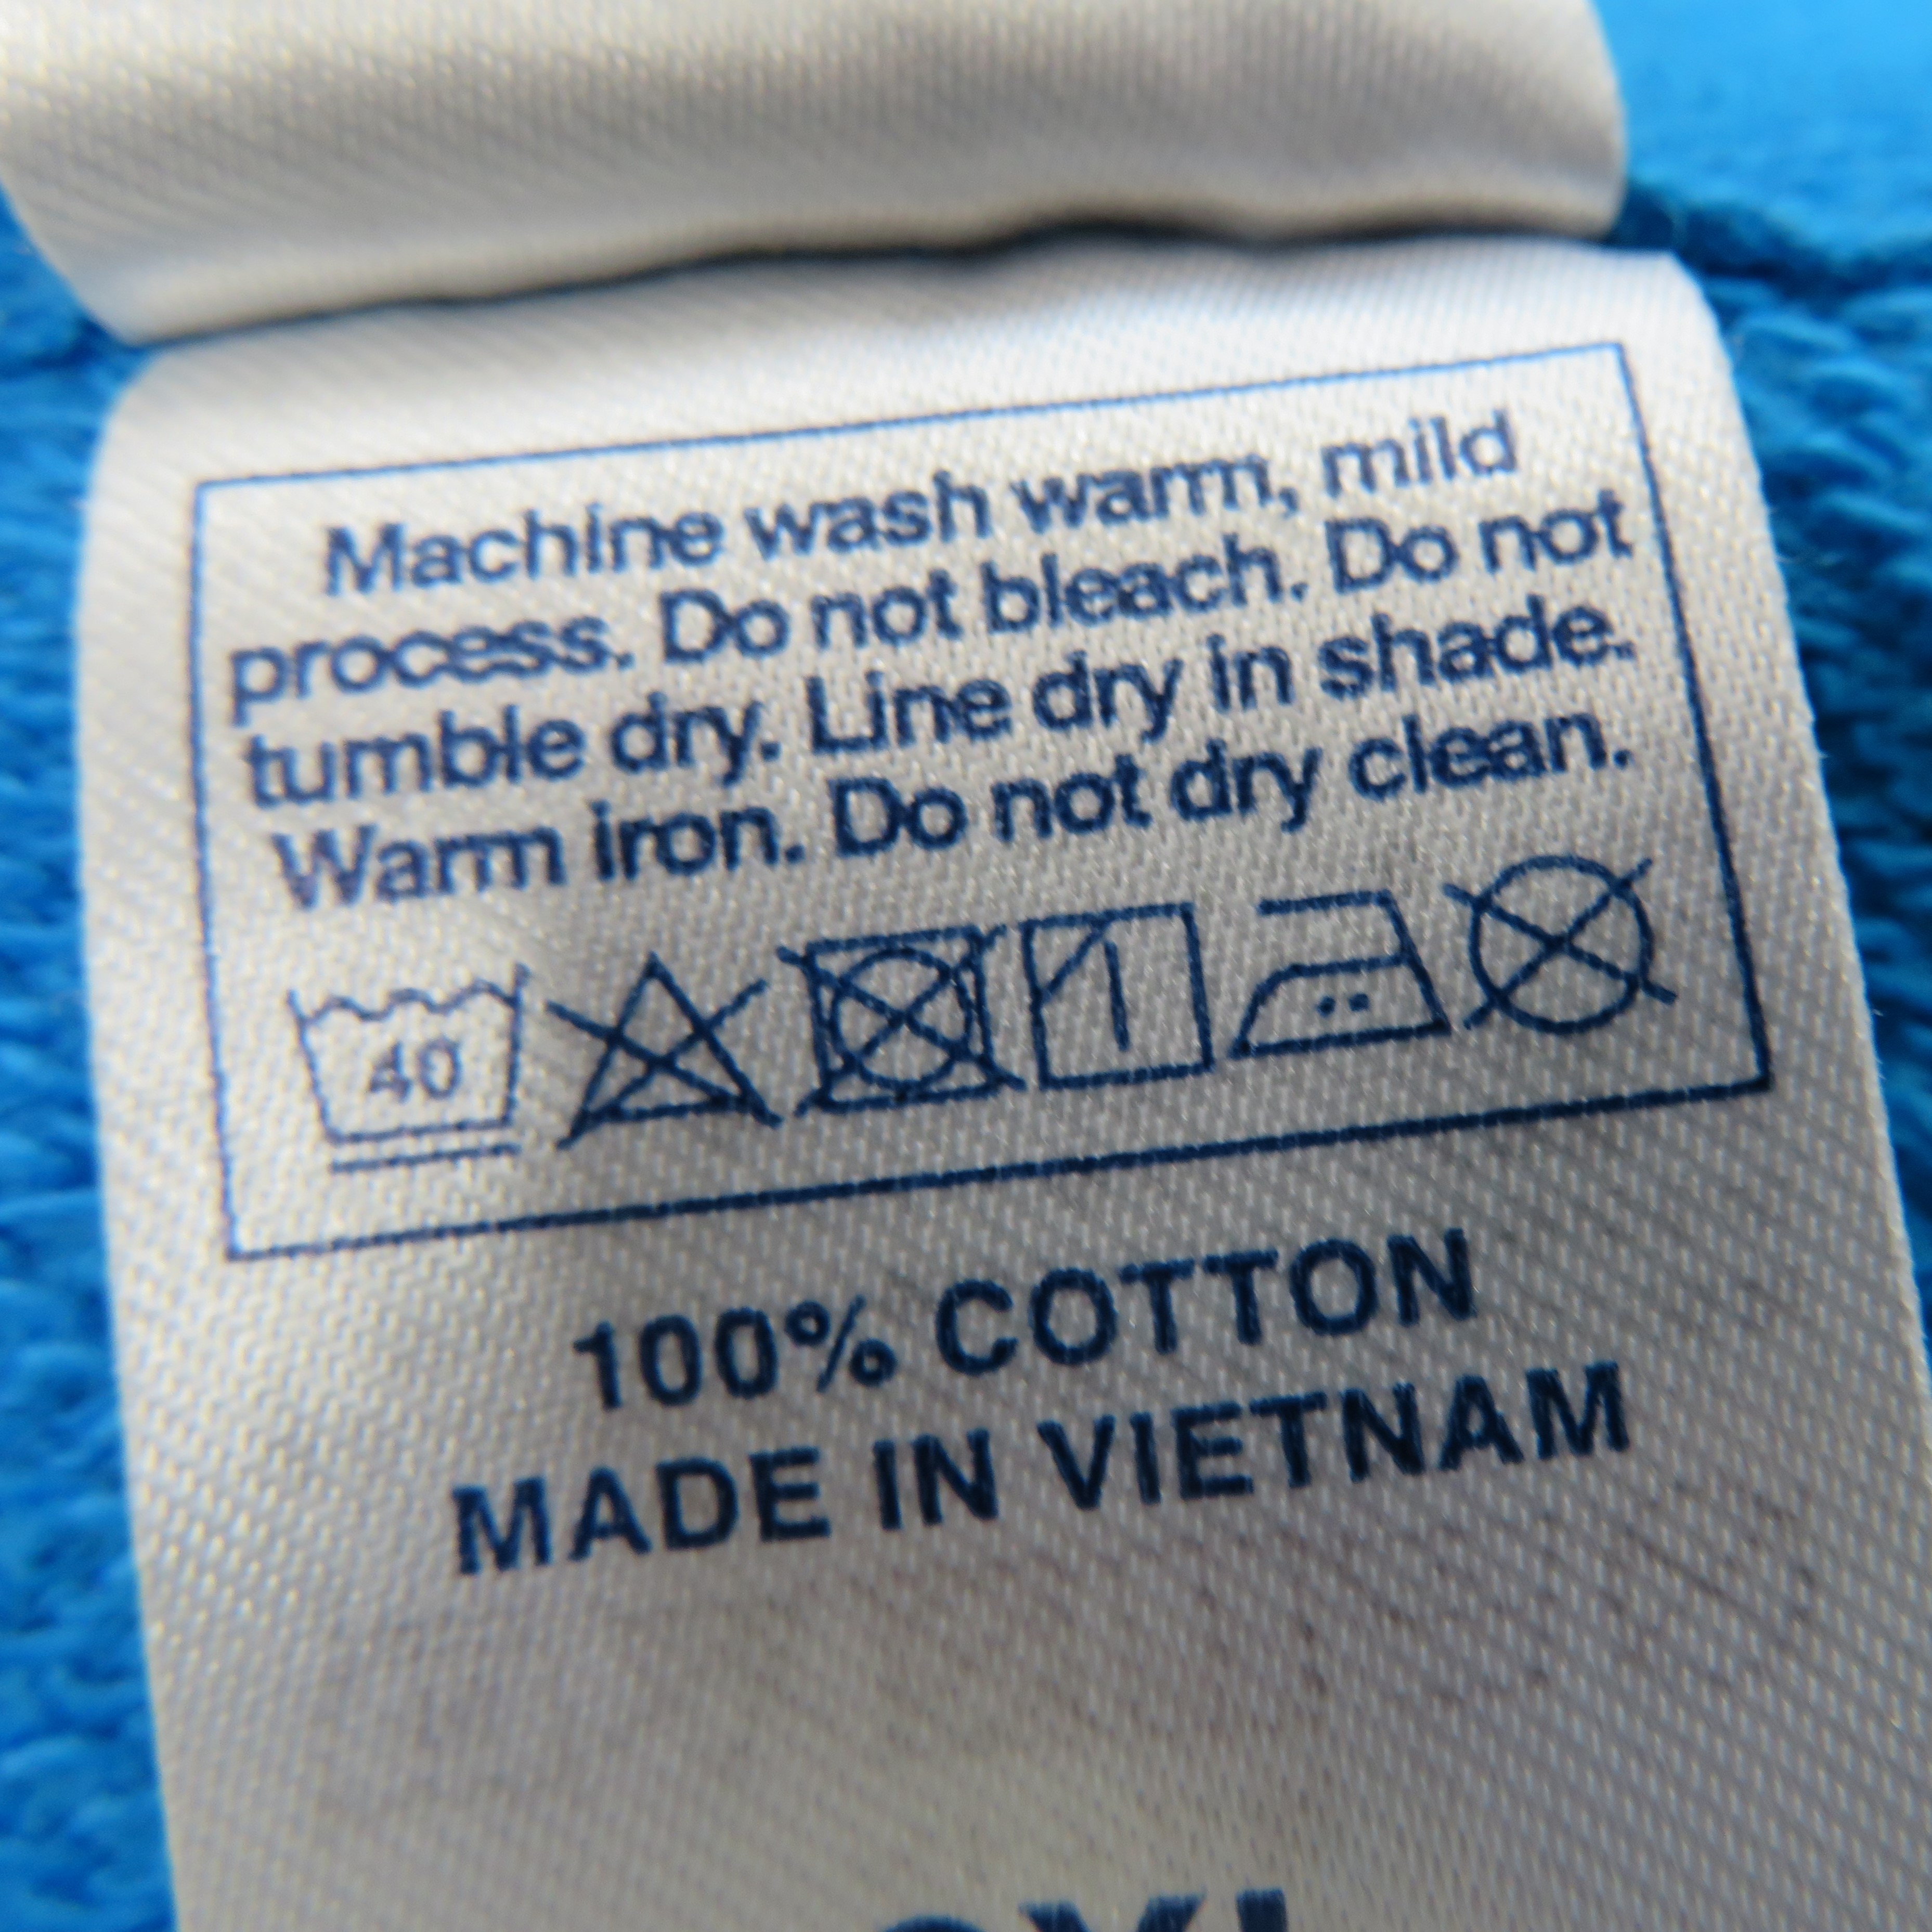 Machine wash warm, mild
process. Do not bleach. Do not
tumble dry. Line dry in shade.
Warm iron. Do not dry clean.
40
100% COTTON
MADE IN VIETNAM